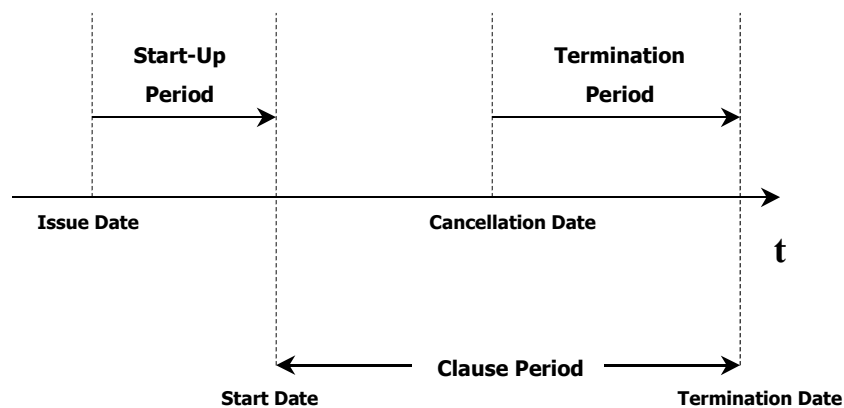 Start-Up
Period
Termination
Period
Issue Date
Cancellation Date
t
Clause Period
Start Date
Termination Date